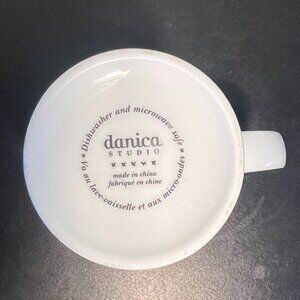 Dishwasher and microwave safe
danica
STUDIO
made in china
fabriqué en chine
Va au lave-vaisselle et aux micro-ondes